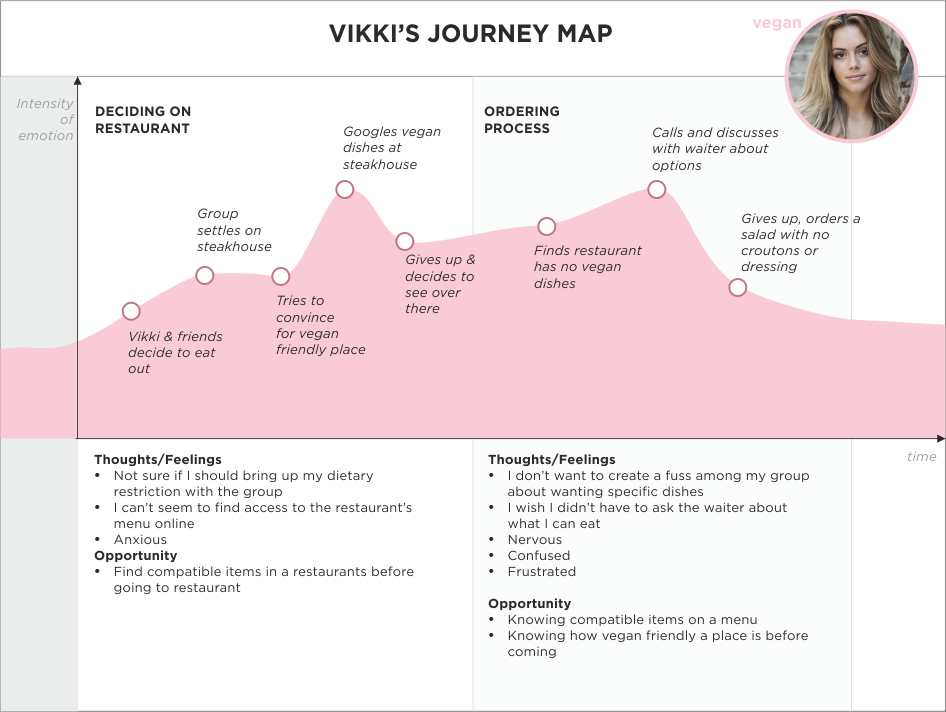 VIKKI’S JOURNEY MAP
vegan
Intensity
of
emotion
DECIDING ON
RESTAURANT
Vikki & friends
decide to eat
out
Group
settles on
steakhouse
Tries to
convince
for vegan
friendly place
Googles vegan
dishes at
steakhouse
Gives up &
decides to
see over
there
ORDERING
PROCESS
Finds restaurant
has no vegan
dishes
Calls and discusses
with waiter about
options
Gives up, orders a
salad with no
croutons or
dressing
time
Thoughts/Feelings
• Not sure if I should bring up my dietary
restriction with the group
• I can’t seem to find access to the restaurant’s
menu online
• Anxious
Opportunity
• Find compatible items in a restaurants before
going to restaurant
Thoughts/Feelings
• I don’t want to create a fuss among my group
about wanting specific dishes
• I wish I didn’t have to ask the waiter about
what I can eat
• Nervous
• Confused
• Frustrated
Opportunity
• Knowing compatible items on a menu
• Knowing how vegan friendly a place is before
coming